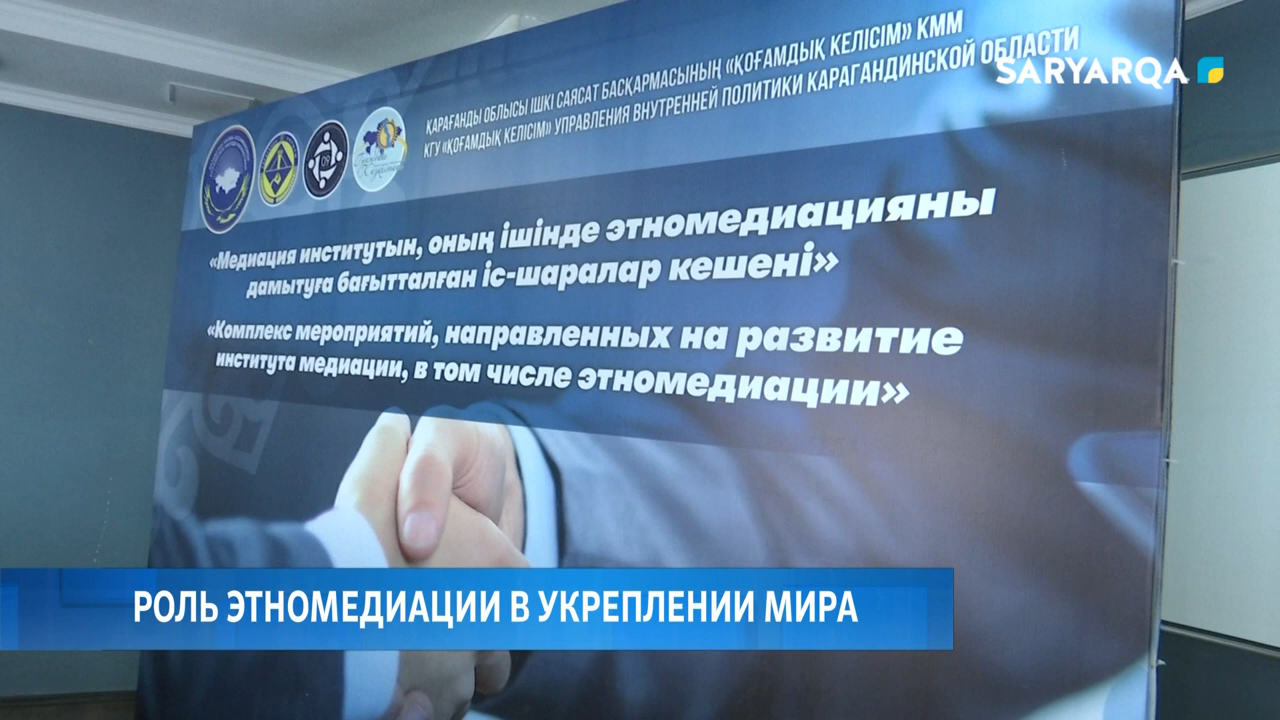 SARYARQA
ҚАРАҒАНДЫ ОБЛЫСЫ ІШКІ САЯСАТ БАСҚАРМАСЫНЫҢ «ҚОҒАМДЫҚ КЕЛІСІМ» КММ
КГУ «ҚОҒАМДЫҚ КЕЛІСІМ» УПРАВЛЕНИЯ ВНУТРЕННЕЙ ПОЛИТИКИ КАРАГАНДИНСКОЙ ОБЛАСТИ
«Медиация институтын, оның ішінде этномедиацияны
дамытуға бағытталған іс-шаралар кешені»
«Комплекс мероприятий, направленных на развитие
института медиации, в том числе этномедиации»
РОЛЬ ЭТНОМЕДИАЦИИ В УКРЕПЛЕНИИ МИРА